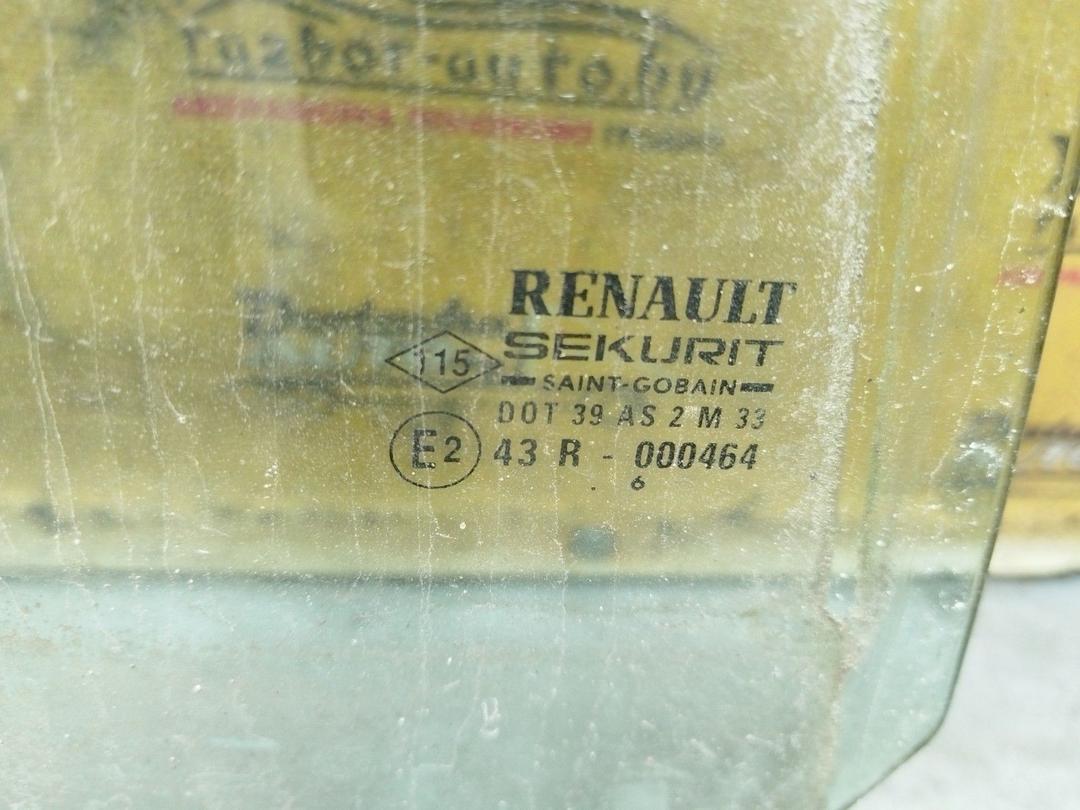 razbor-auto.by
RENAULT
115 SEKURIT
SAINT-GOBAIN
DOT 39 AS 2 M 33
E2 43 R - 000464
. 6